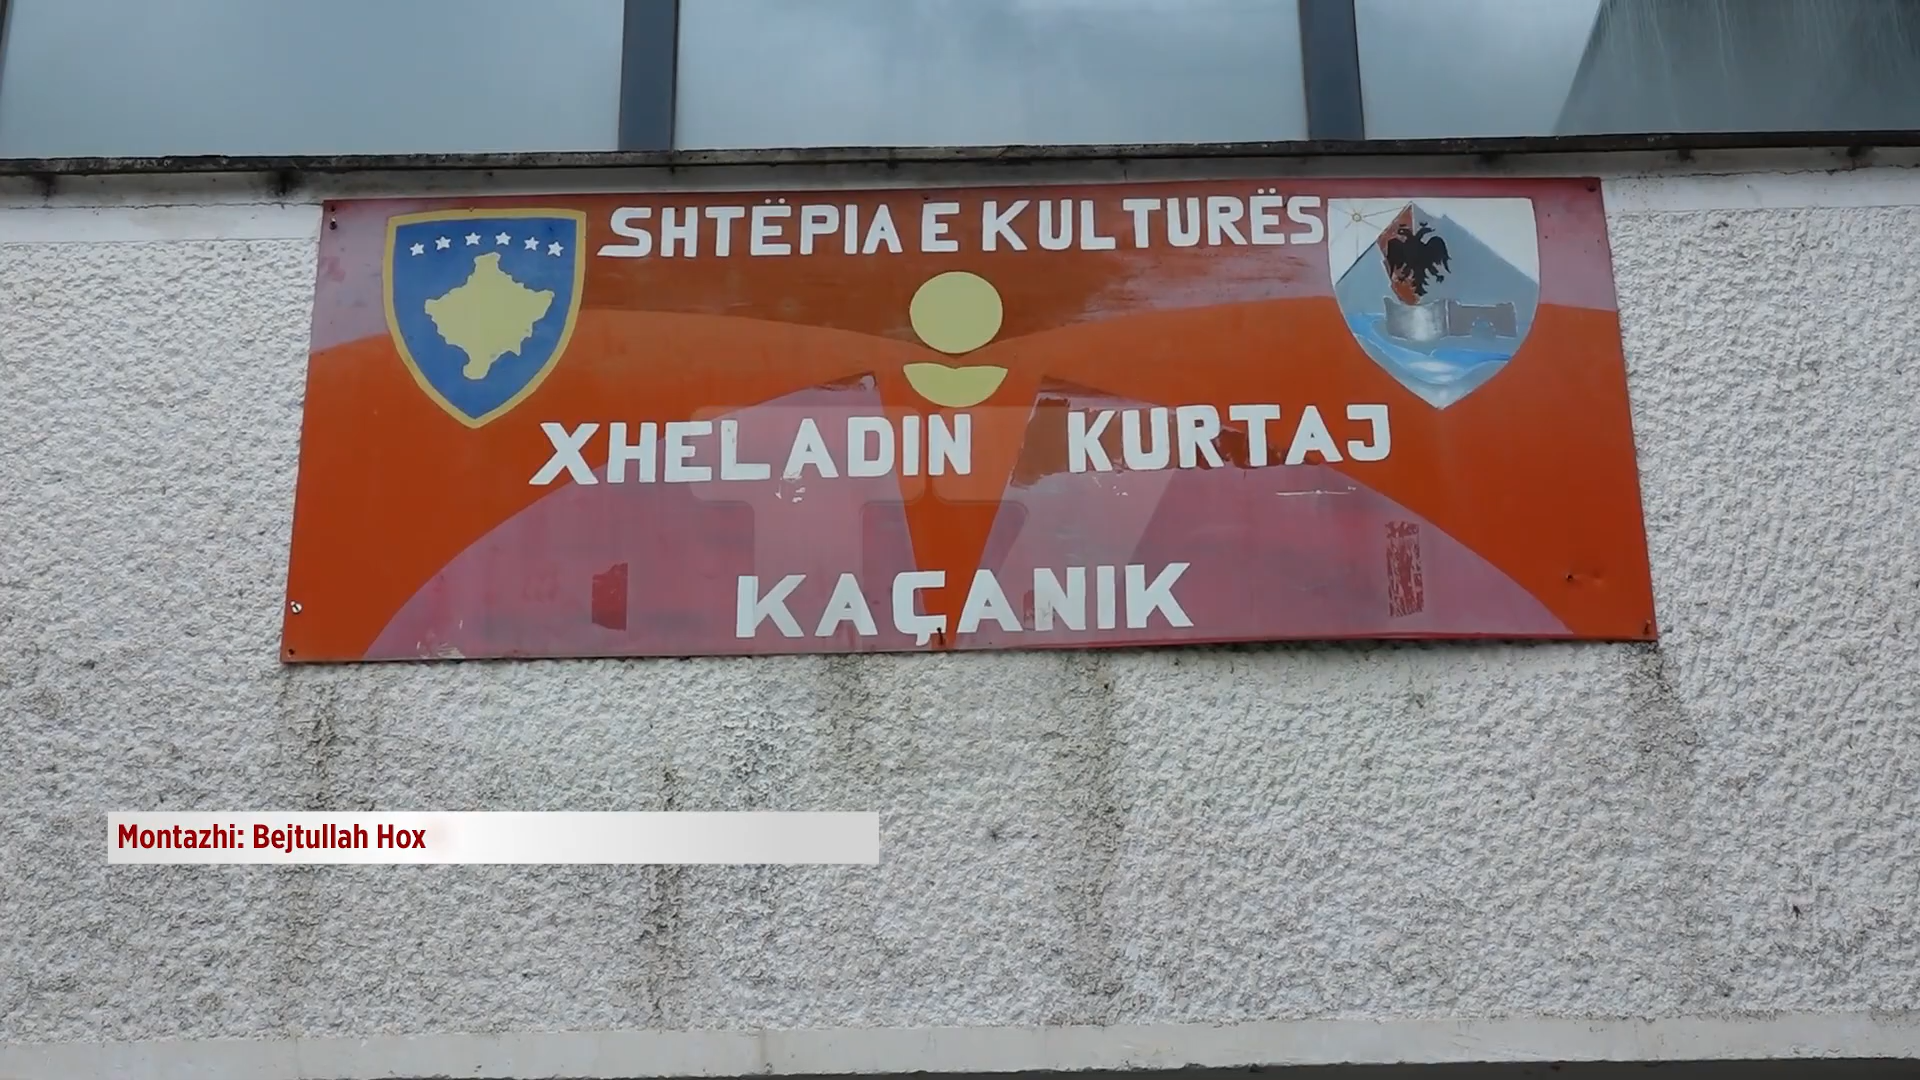 SHTËPIA E KULTURËS
XHELADIN KURTAJ
KAÇANIK
Montazhi: Bejtullah Hox